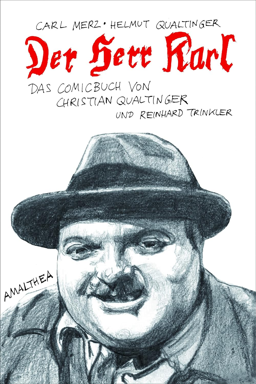 CARL MERZ • HELMUT QUALTINGER
Der Herr Karl
DAS COMICBUCH VON
CHRISTIAN QUALTINGER
UND REINHARD TRINKLER
AMALTHEA